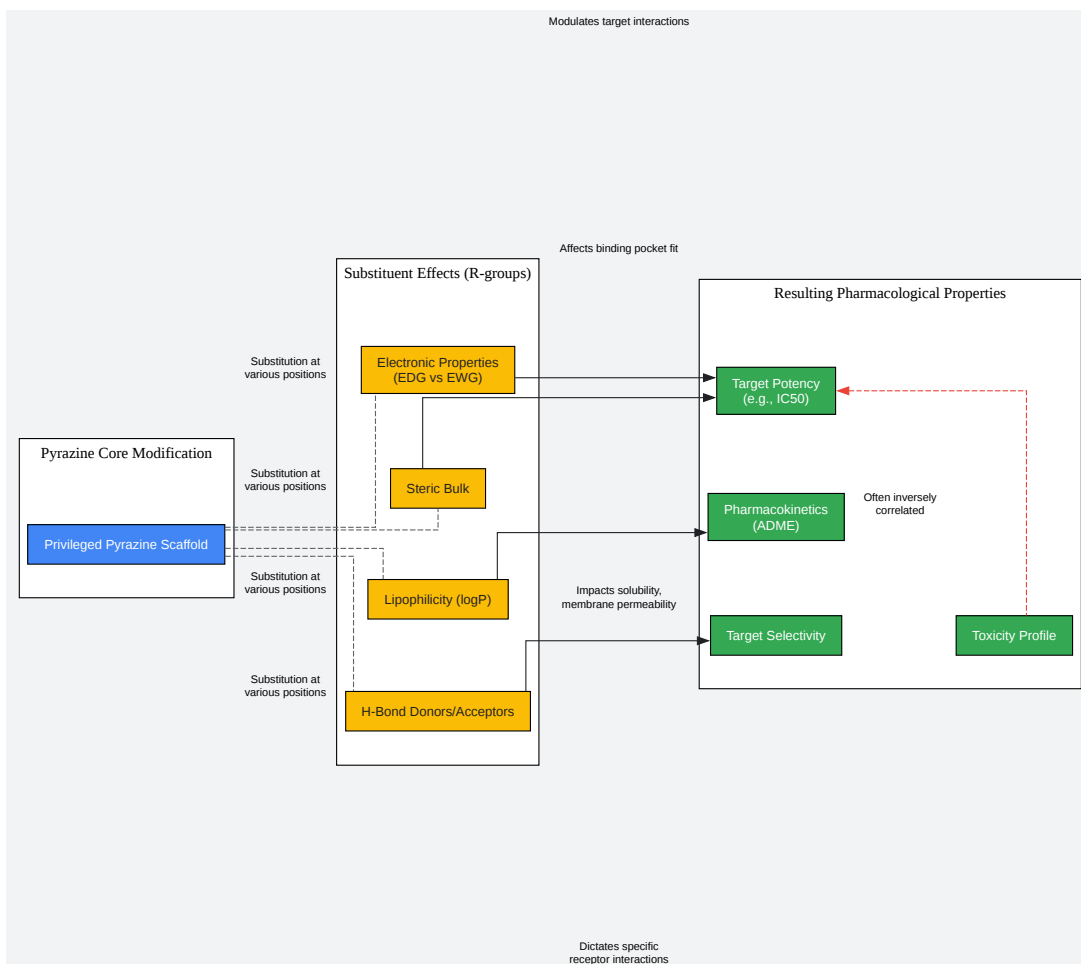 Modulates target interactions
Affects binding pocket fit
Substituent Effects (R-groups)
Resulting Pharmacological Properties
Substitution at
various positions
Electronic Properties
(EDG vs EWG)
Target Potency
(e.g., IC50)
Pyrazine Core Modification
Substitution at
various positions
Steric Bulk
Pharmacokinetics
(ADME)
Often inversely
correlated
Privileged Pyrazine Scaffold
Substitution at
various positions
Lipophilicity (logP)
Impacts solubility,
membrane permeability
Target Selectivity
Toxicity Profile
Substitution at
various positions
H-Bond Donors/Acceptors
Dictates specific
receptor interactions